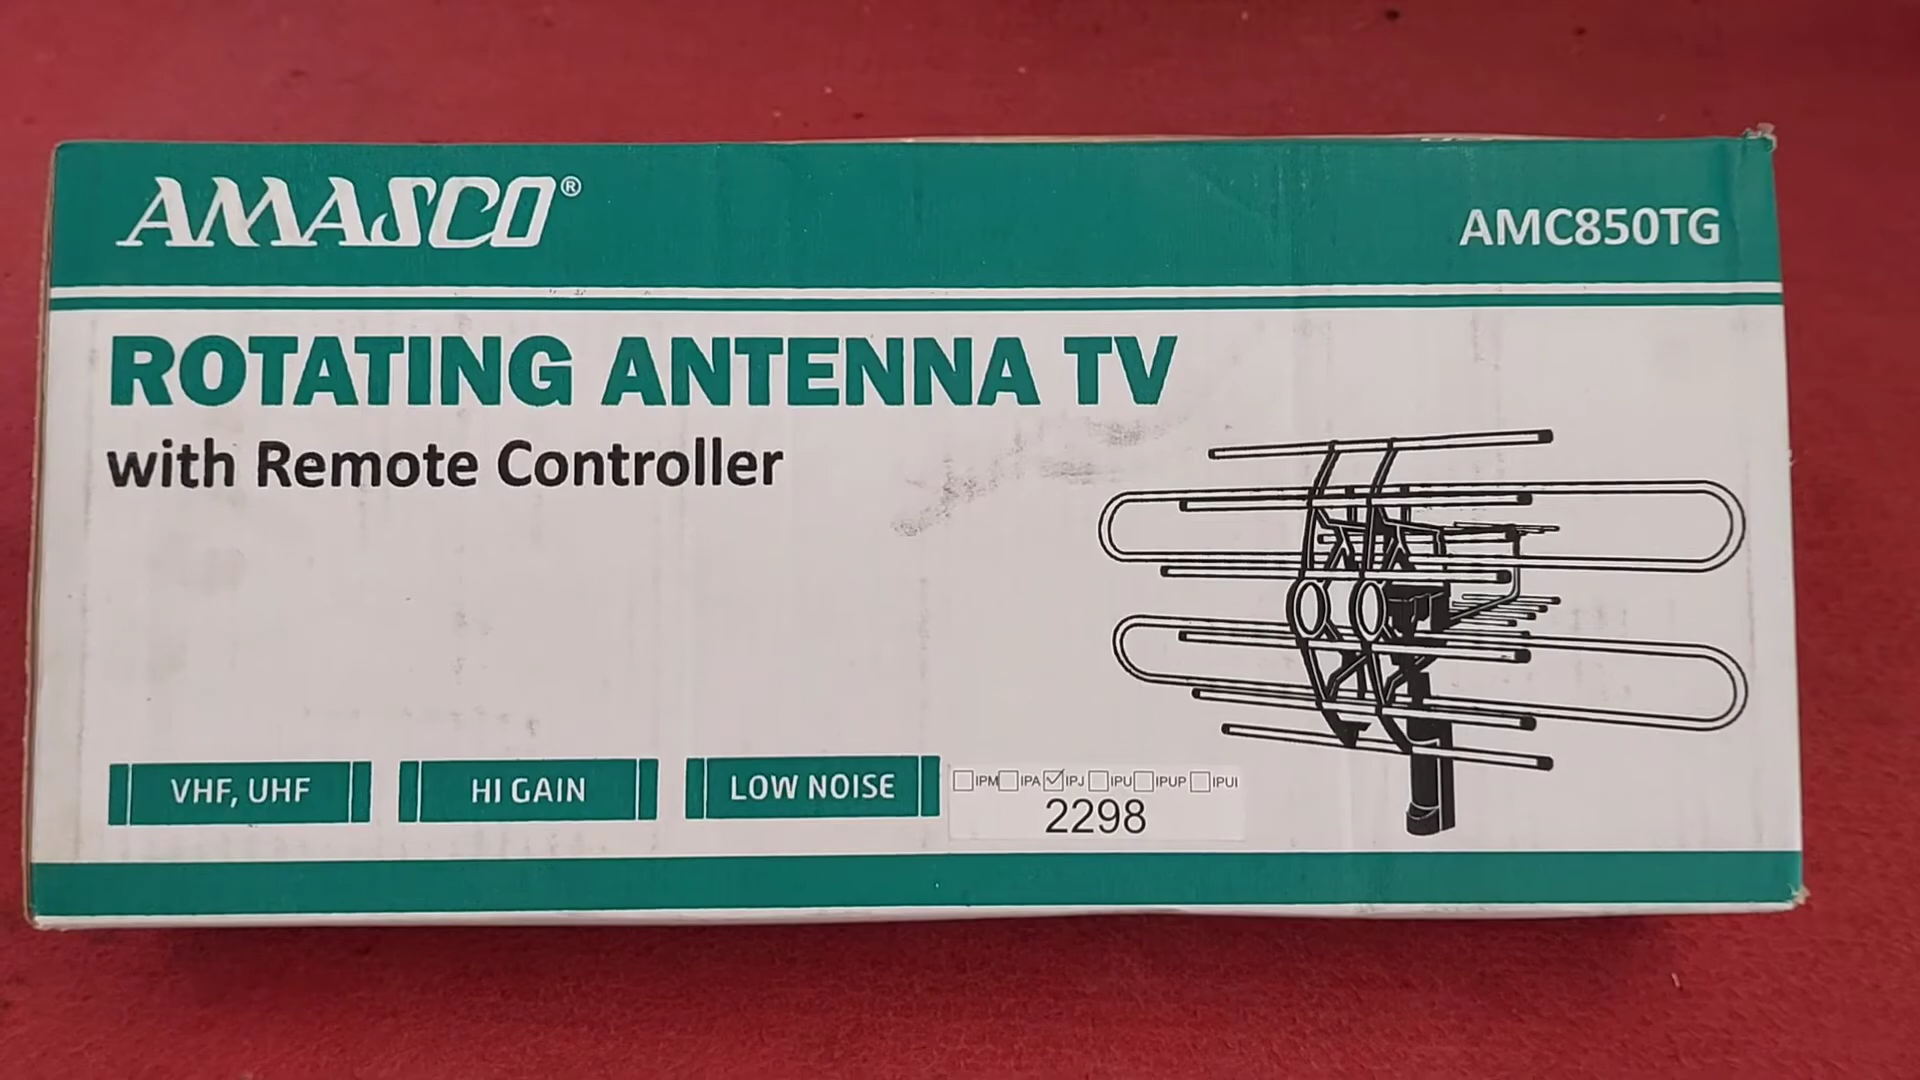 AMASCO®
AMC850TG
ROTATING ANTENNA TV
with Remote Controller
VHF, UHF
HI GAIN
LOW NOISE
IPM IPA IPJ IPU IPUP IPUI
2298